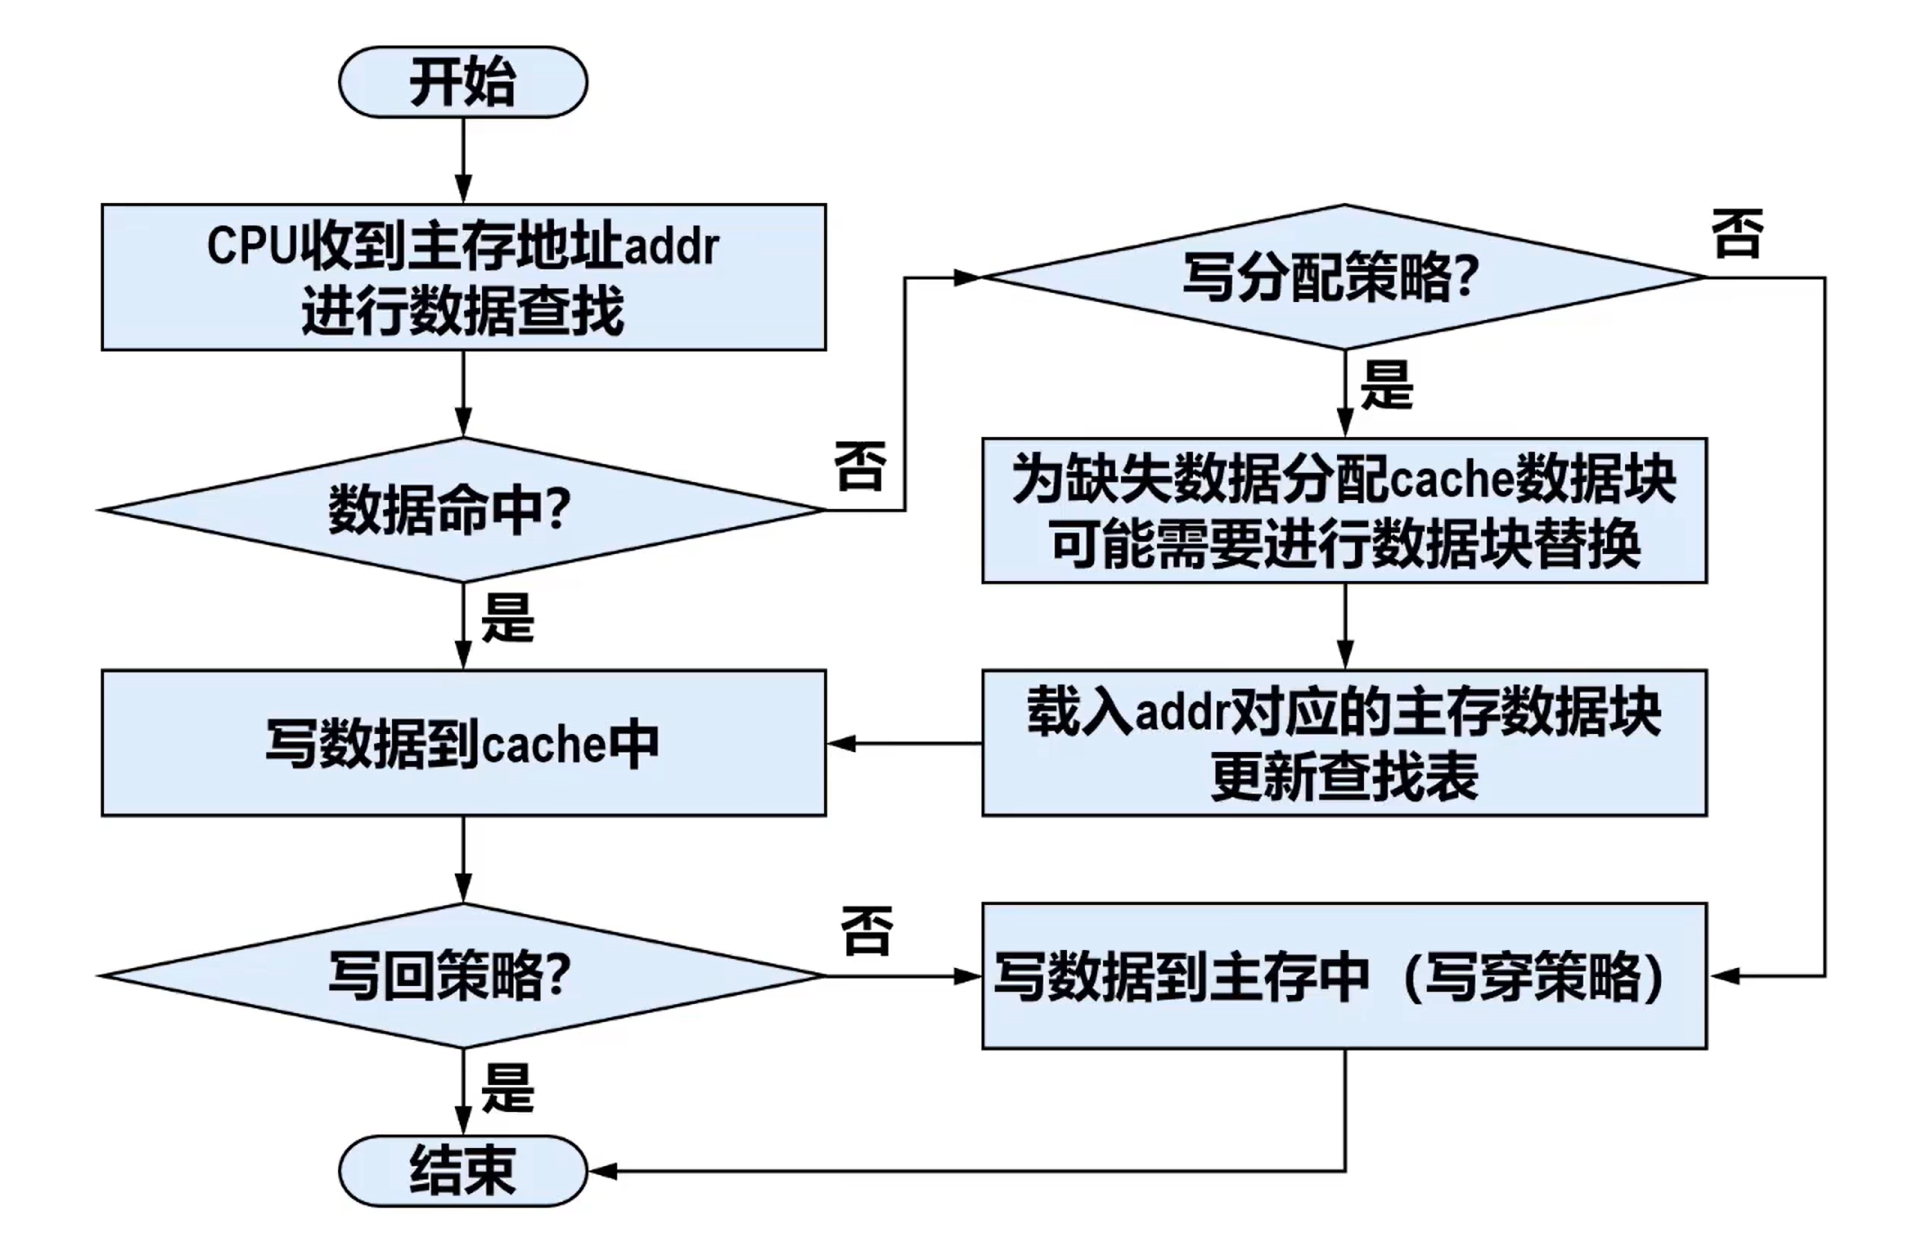 开始
CPU收到主存地址addr
进行数据查找
数据命中？
是
否
写数据到cache中
写回策略？
是
否
结束
写分配策略？
否
是
为缺失数据分配cache数据块
可能需要进行数据块替换
载入addr对应的主存数据块
更新查找表
写数据到主存中（写穿策略）